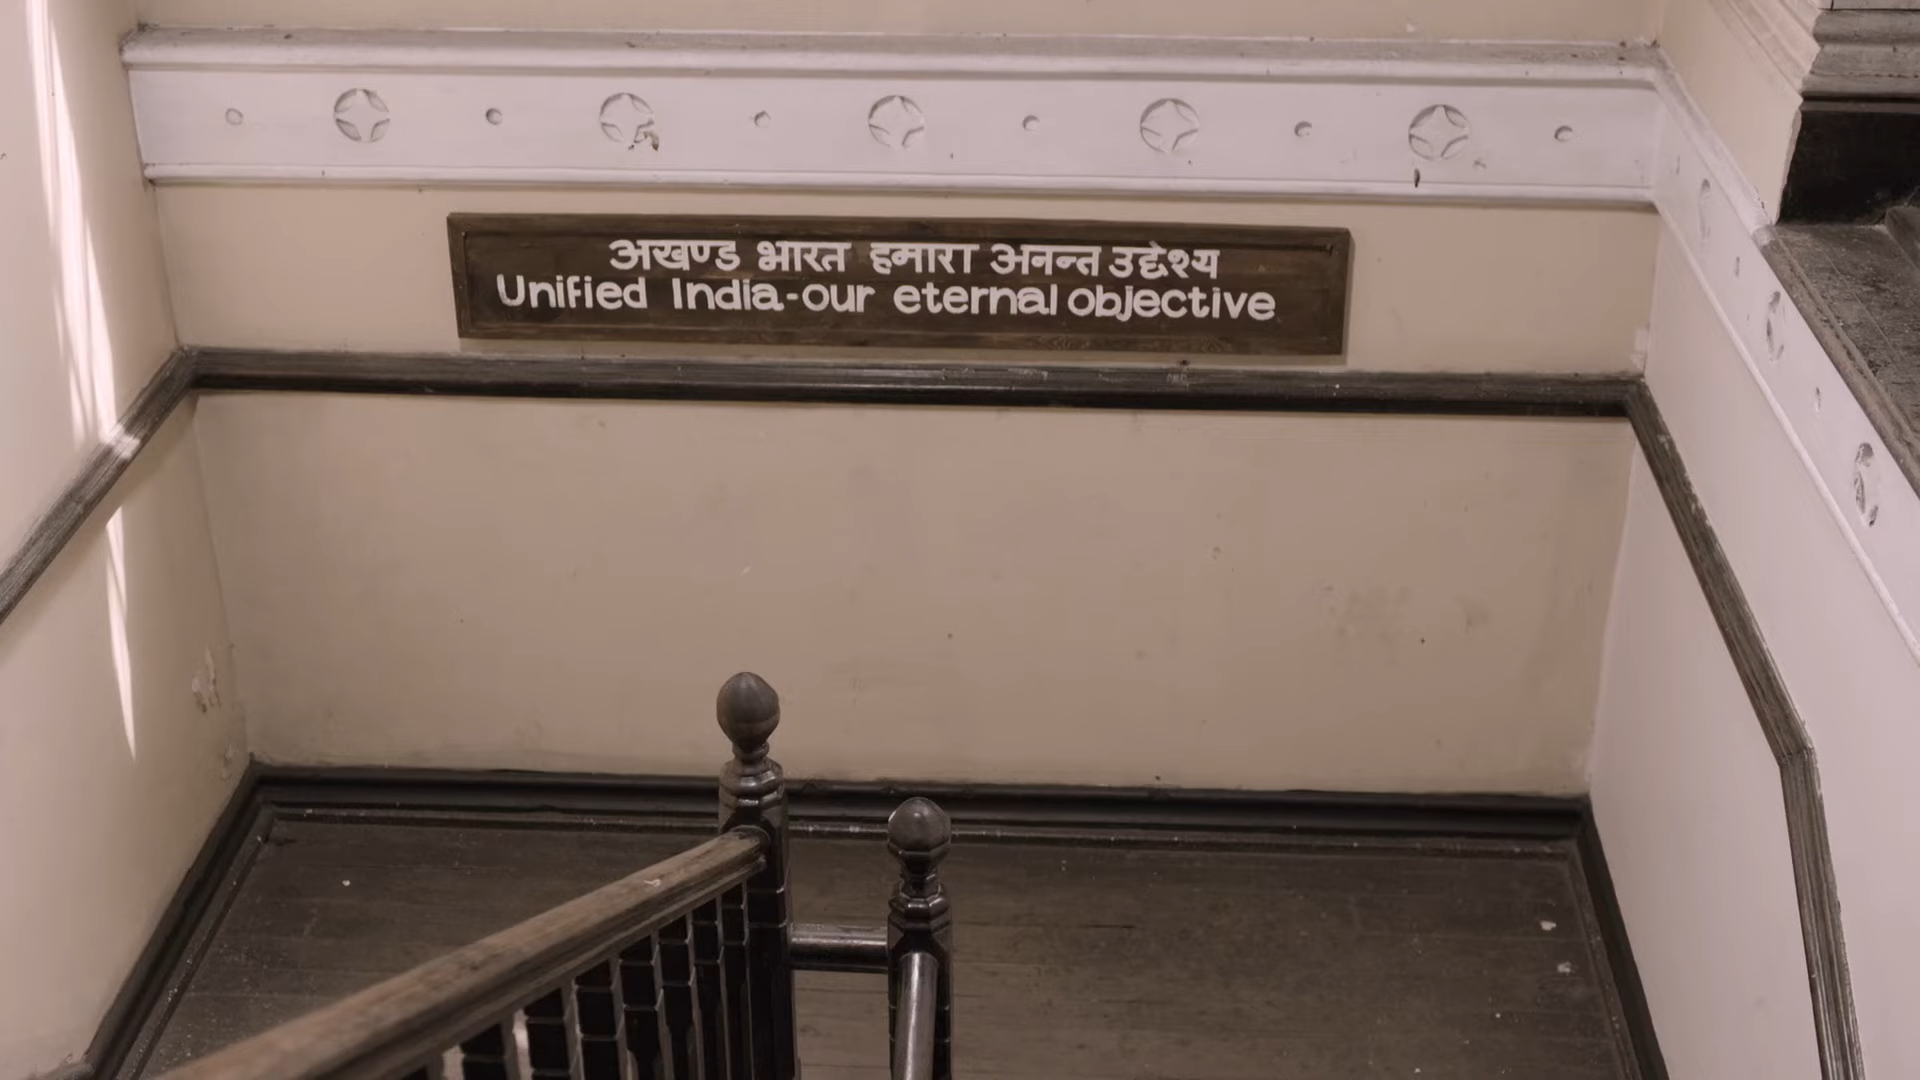 अखण्ड भारत हमारा अनन्त उद्देश्य
Unified India-our eternal objective